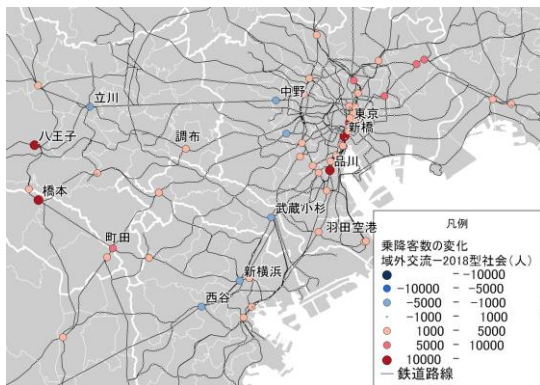 中野
立川
東京
新橋
八王子
調布
品川
橋本
武蔵小杉
羽田空港
町田
新横浜
西谷
凡例
乗降客数の変化
域外交流-2018型社会(人)
- -10000
-10000 - -5000
-5000 - -1000
-1000 - 1000
1000 - 5000
5000 - 10000
10000 -
鉄道路線